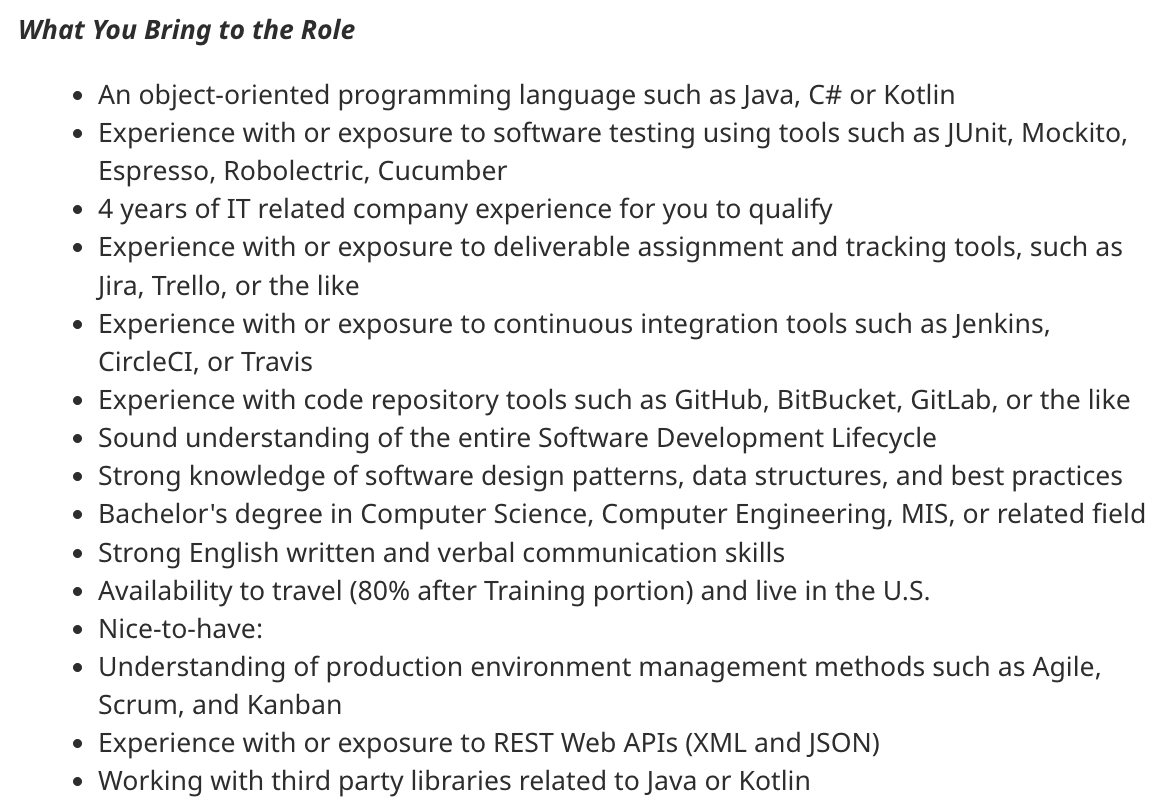 What You Bring to the Role
• An object-oriented programming language such as Java, C# or Kotlin
• Experience with or exposure to software testing using tools such as JUnit, Mockito,
Espresso, Robolectric, Cucumber
• 4 years of IT related company experience for you to qualify
• Experience with or exposure to deliverable assignment and tracking tools, such as
Jira, Trello, or the like
• Experience with or exposure to continuous integration tools such as Jenkins,
CircleCI, or Travis
• Experience with code repository tools such as GitHub, BitBucket, GitLab, or the like
• Sound understanding of the entire Software Development Lifecycle
• Strong knowledge of software design patterns, data structures, and best practices
• Bachelor's degree in Computer Science, Computer Engineering, MIS, or related field
• Strong English written and verbal communication skills
• Availability to travel (80% after Training portion) and live in the U.S.
• Nice-to-have:
• Understanding of production environment management methods such as Agile,
Scrum, and Kanban
• Experience with or exposure to REST Web APIs (XML and JSON)
• Working with third party libraries related to Java or Kotlin